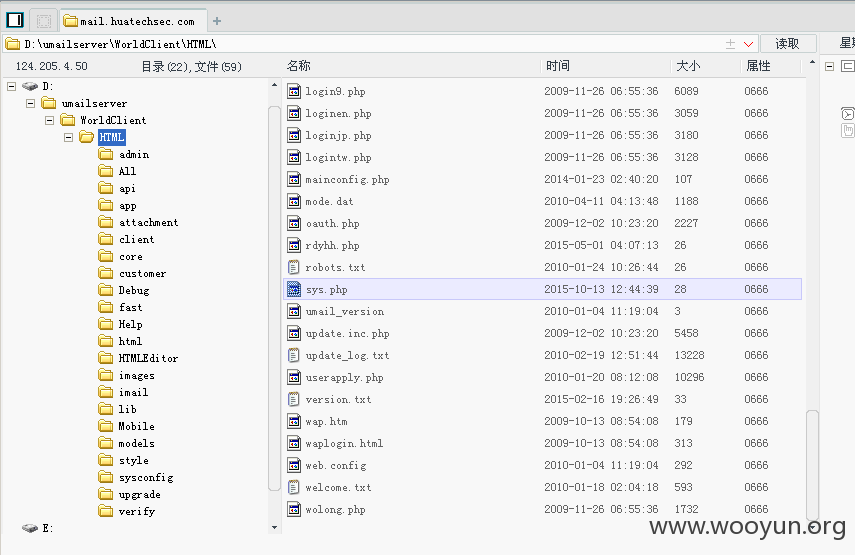 mail.huatechsec.com
D:\umailserver\WorldClient\HTML\
读取
124.205.4.50 目录(22),文件(59) 名称 时间 大小 属性
D:
umailserver
WorldClient
HTML
admin
All
api
app
attachment
client
core
customer
Debug
fast
Help
html
HTMLEditor
images
imail
lib
Mobile
models
style
sysconfig
upgrade
verify
E:
login9.php 2009-11-26 06:55:36 6089 0666
loginen.php 2009-11-26 06:55:36 3059 0666
loginjp.php 2009-11-26 06:55:36 3180 0666
logintw.php 2009-11-26 06:55:36 3128 0666
mainconfig.php 2014-01-23 02:40:20 107 0666
mode.dat 2010-04-11 04:13:48 1188 0666
oauth.php 2009-12-02 10:23:20 2227 0666
rdyhh.php 2015-05-01 04:07:13 26 0666
robots.txt 2010-01-24 10:26:44 26 0666
sys.php 2015-10-13 12:44:39 28 0666
umail_version 2010-01-04 11:19:04 3 0666
update.inc.php 2009-12-02 10:23:20 5458 0666
update_log.txt 2010-02-19 12:51:44 13228 0666
userapply.php 2010-01-20 08:12:08 10296 0666
version.txt 2015-02-16 19:26:49 33 0666
wap.htm 2009-10-13 08:54:08 179 0666
waplogin.html 2009-10-13 08:54:08 313 0666
web.config 2010-01-04 11:19:04 292 0666
welcome.txt 2010-01-18 02:04:18 593 0666
wolong.php 2009-11-26 06:55:36 1732 0666
www.wooyun.org